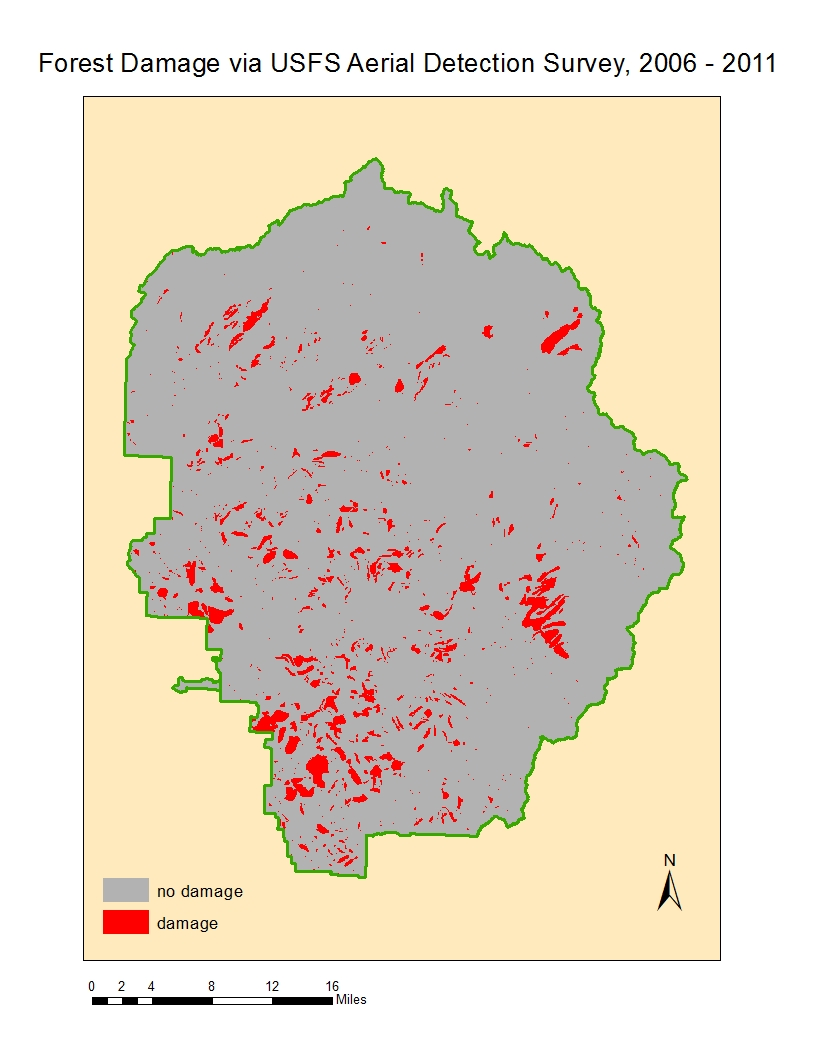 Forest Damage via USFS Aerial Detection Survey, 2006 - 2011
N
no damage
damage
0 2 4 8 12 16
Miles